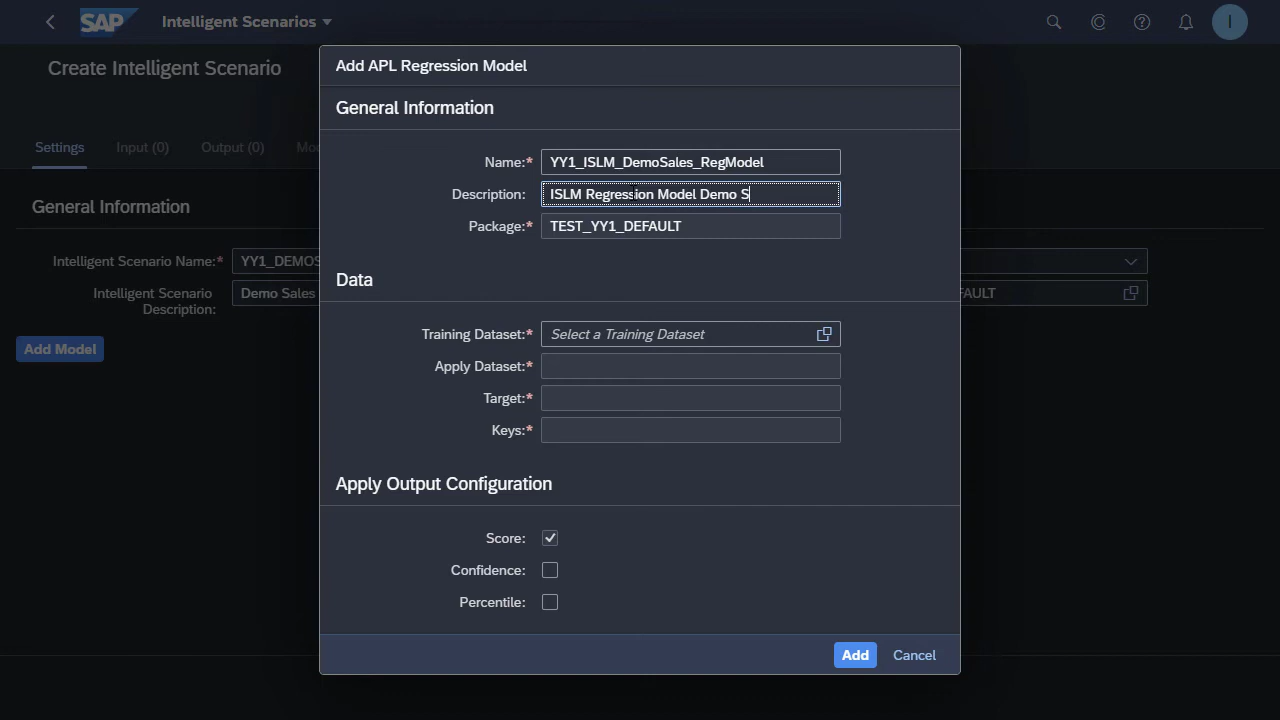 SAP Intelligent Scenarios
I
Create Intelligent Scenario
Settings Input (0) Output (0) Mo
General Information
Intelligent Scenario Name:* YY1_DEMOS
Intelligent Scenario Description: Demo Sales
FAULT
Add Model
Add APL Regression Model
General Information
Name:* YY1_ISLM_DemoSales_RegModel
Description: ISLM Regression Model Demo S
Package:* TEST_YY1_DEFAULT
Data
Training Dataset:* Select a Training Dataset
Apply Dataset:*
Target:*
Keys:*
Apply Output Configuration
Score:
Confidence:
Percentile:
Add Cancel